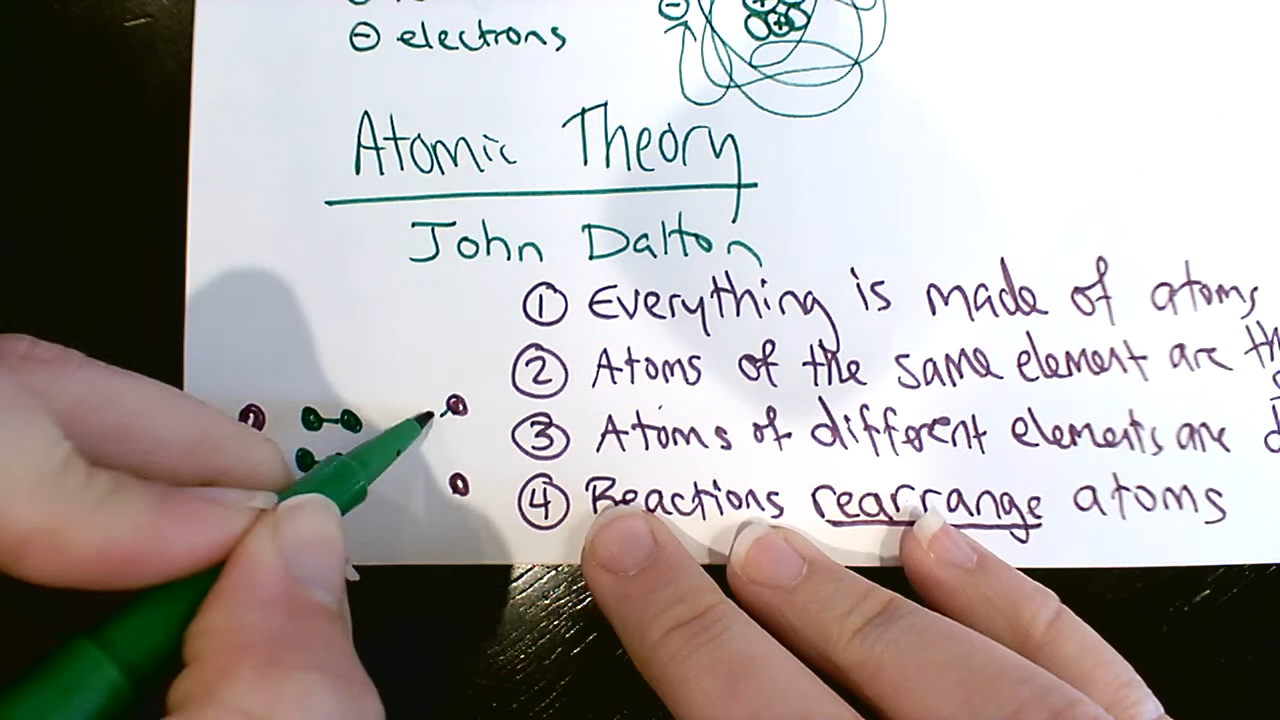 ⊖ electrons
Atomic Theory
John Dalton
① Everything is made of atoms
② Atoms of the same element are
③ Atoms of different elements are
④ Reactions rearrange atoms